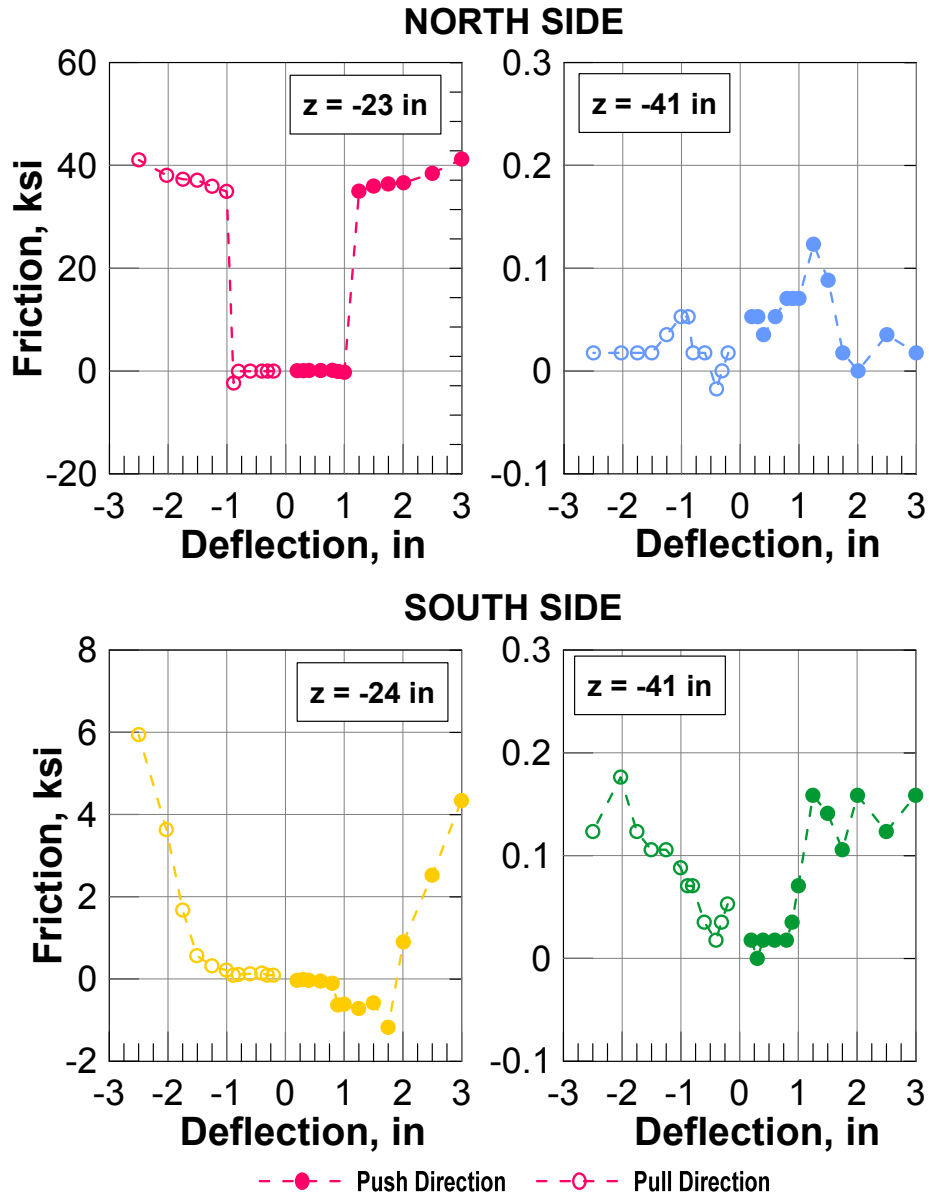 NORTH SIDE
60
40
20
0
-20
Friction, ksi
z = -23 in
-3 -2 -1 0 1 2 3
Deflection, in
0.3
0.2
0.1
0
-0.1
z = -41 in
-3 -2 -1 0 1 2 3
Deflection, in
SOUTH SIDE
8
6
4
2
0
-2
Friction, ksi
z = -24 in
-3 -2 -1 0 1 2 3
Deflection, in
0.3
0.2
0.1
0
-0.1
z = -41 in
-3 -2 -1 0 1 2 3
Deflection, in
Push Direction Pull Direction